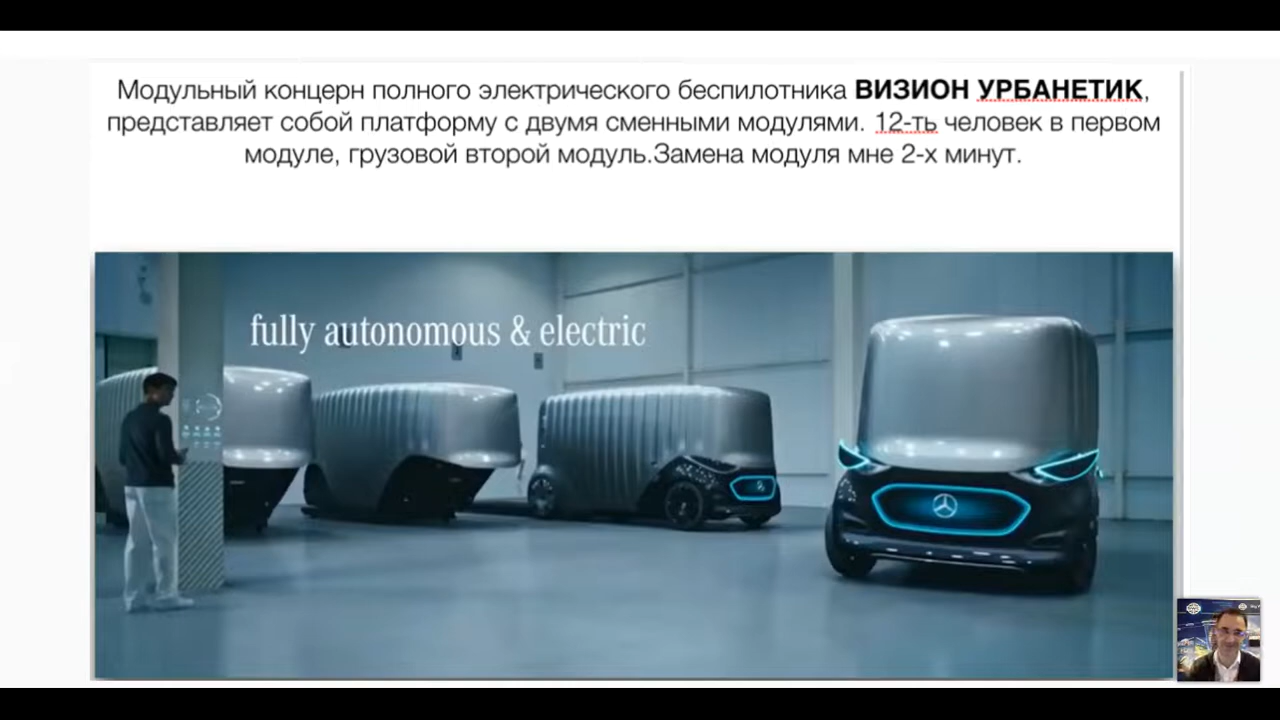 Модульный концерн полного электрического беспилотника ВИЗИОН УРБАНЕТИК,
представляет собой платформу с двумя сменными модулями. 12-ть человек в первом
модуле, грузовой второй модуль.Замена модуля мне 2-х минут.
fully autonomous & electric